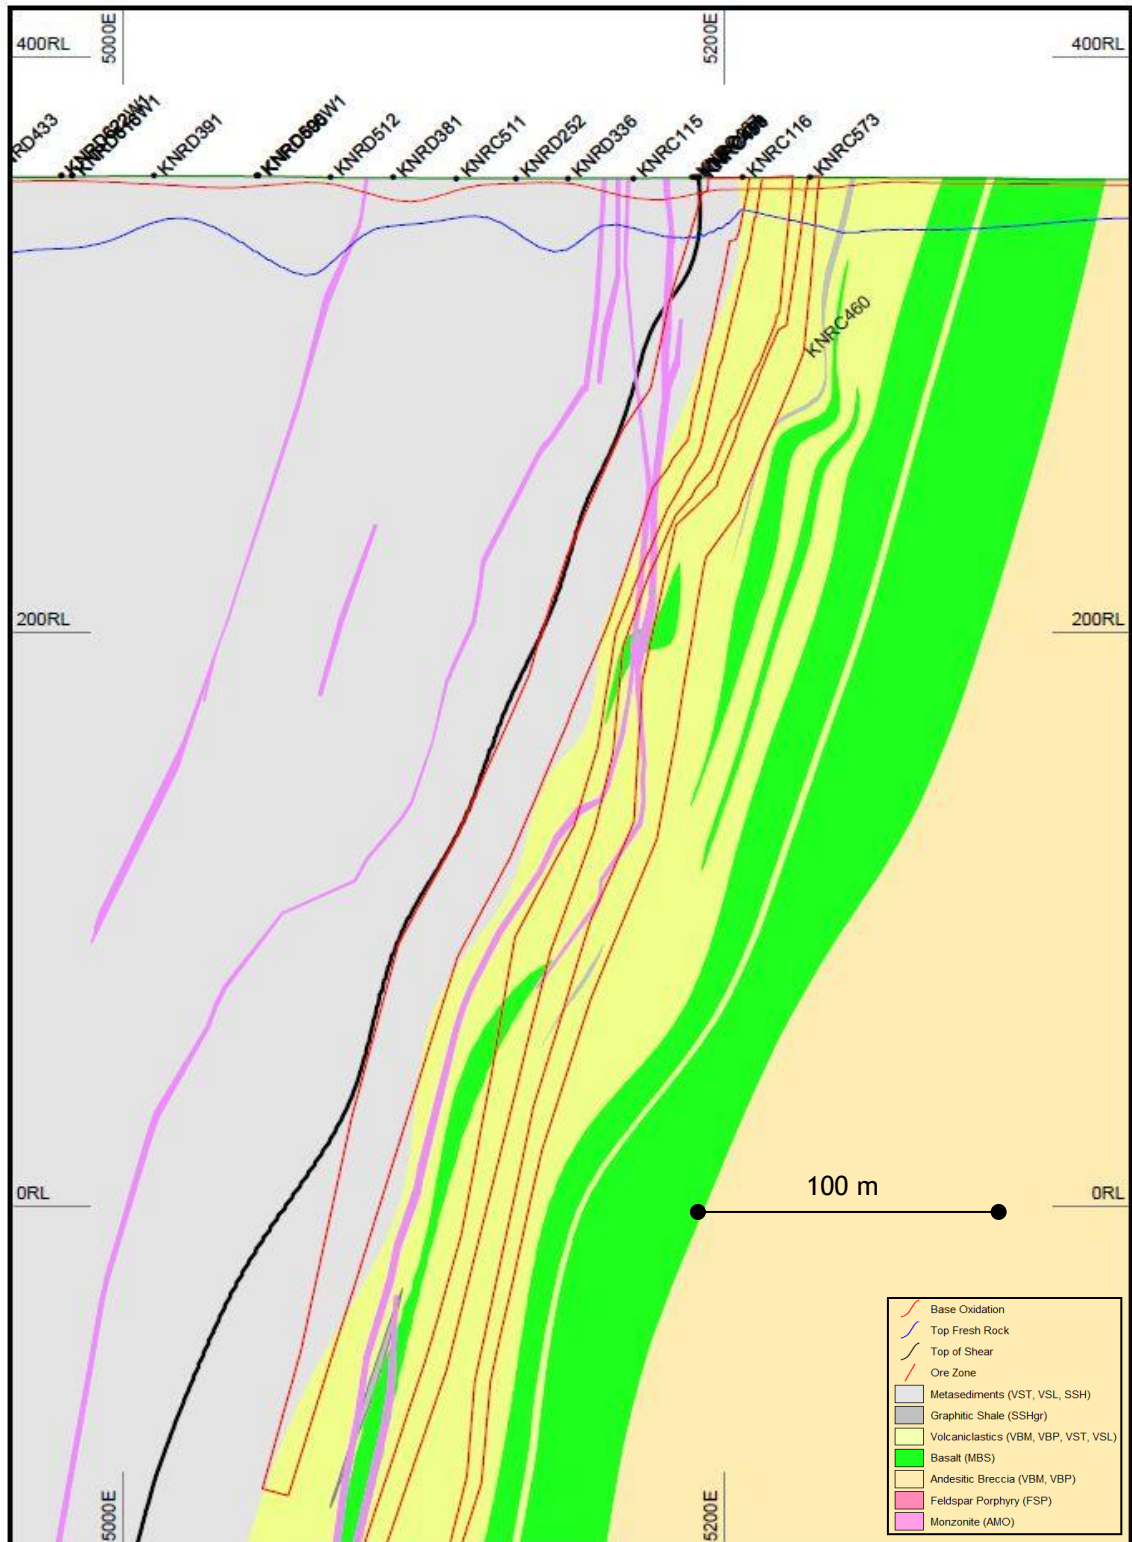 5000E
5200E
400RL
400RL
KNRD391
KNRD512
KNRD381
KNRC511
KNRD252
KNRD336
KNRC115
KNRC116
KNRC573
KNRC460
200RL
200RL
100 m
0RL
0RL
Base Oxidation
Top Fresh Rock
Top of Shear
Ore Zone
Metasediments (VST, VSL, SSH)
Graphitic Shale (SSHgr)
Volcaniclastics (VBM, VBP, VST, VSL)
Basalt (MBS)
Andesitic Breccia (VBM, VBP)
Feldspar Porphyry (FSP)
Monzonite (AMO)
5000E
5200E